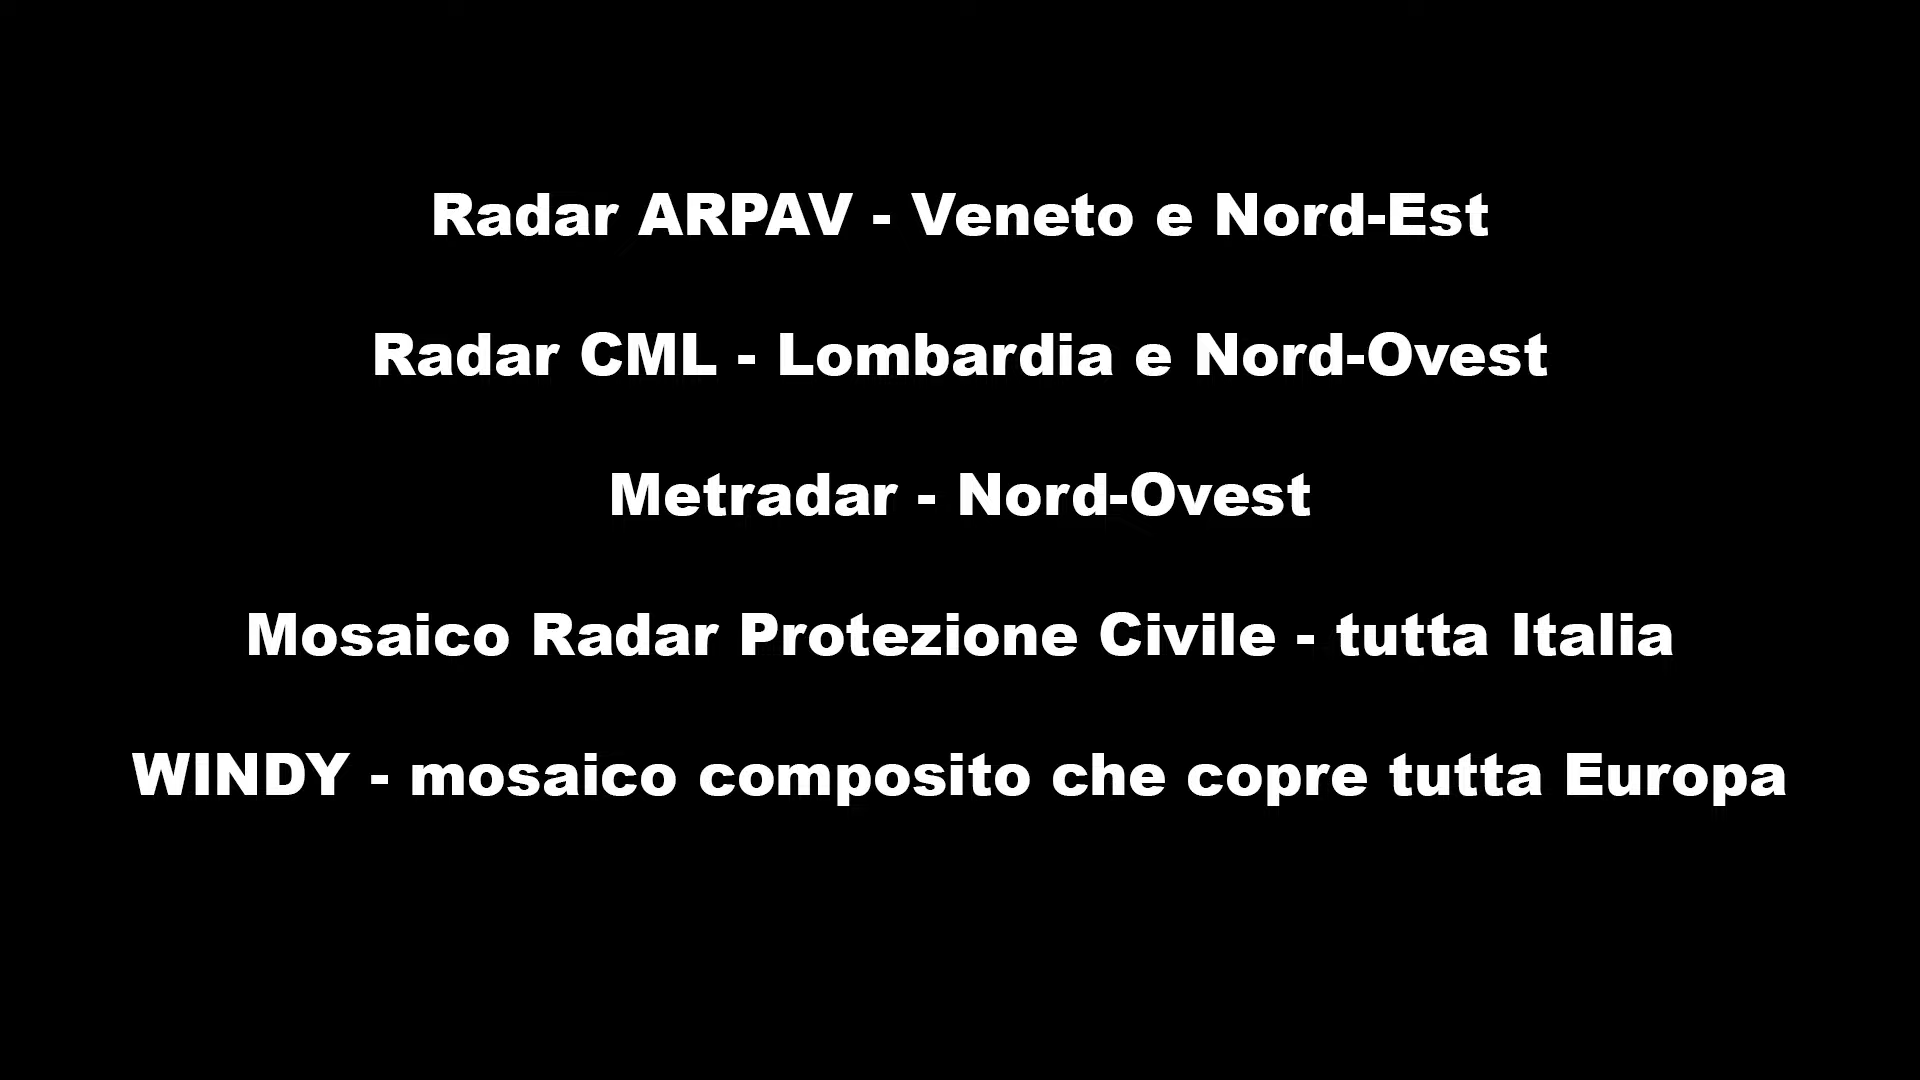 Radar ARPAV - Veneto e Nord-Est
Radar CML - Lombardia e Nord-Ovest
Metradar - Nord-Ovest
Mosaico Radar Protezione Civile - tutta Italia
WINDY - mosaico composito che copre tutta Europa